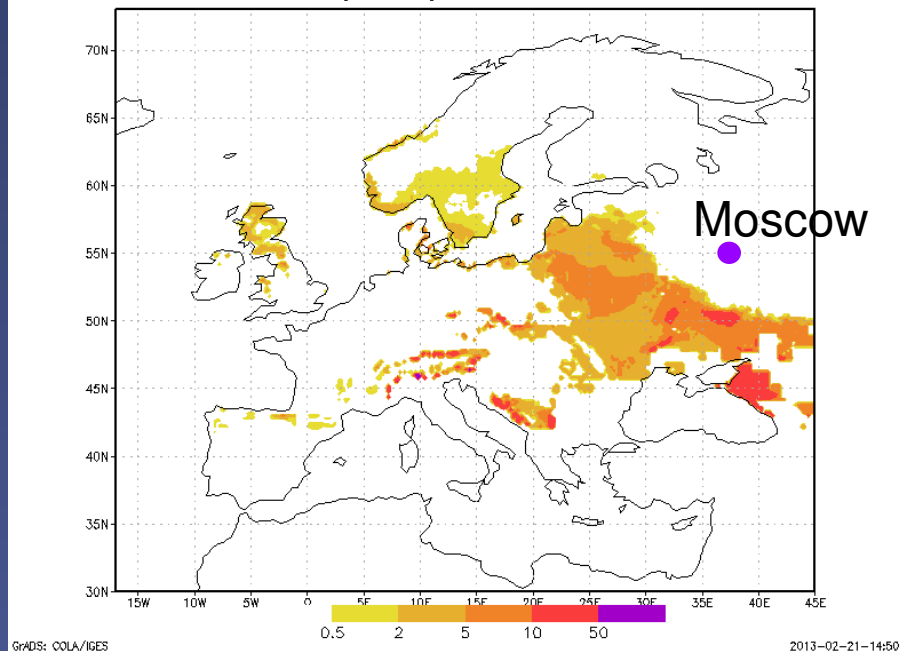 70N
65N
60N
Moscow
55N
50N
45N
40N
35N
30N
15W 10W 5W 0 5E 10E 15E 20E 25E 30E 35E 40E 45E
0.5 2 5 10 50
GrADS: COLA/IGES 2013-02-21-14:50